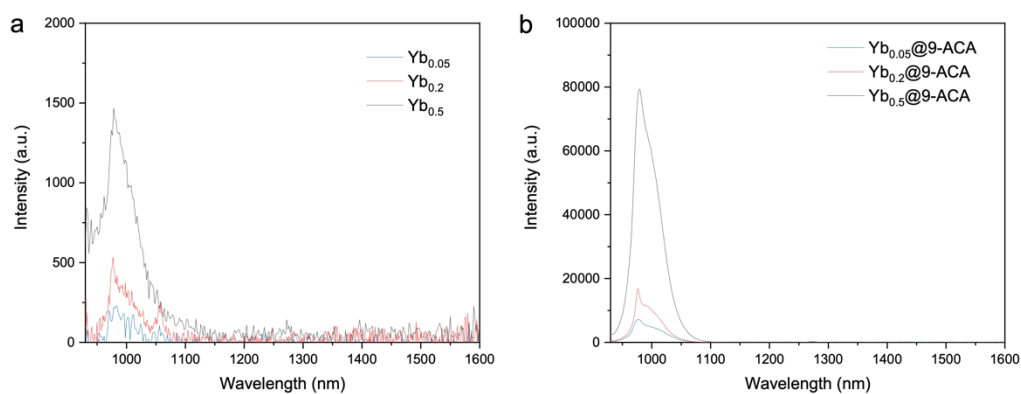 a
2000
1500
1000
500
0
Intensity (a.u.)
Yb0.05
Yb0.2
Yb0.5
1000 1100 1200 1300 1400 1500 1600
Wavelength (nm)
b
100000
80000
60000
40000
20000
0
Intensity (a.u.)
Yb0.05@9-ACA
Yb0.2@9-ACA
Yb0.5@9-ACA
1000 1100 1200 1300 1400 1500 1600
Wavelength (nm)